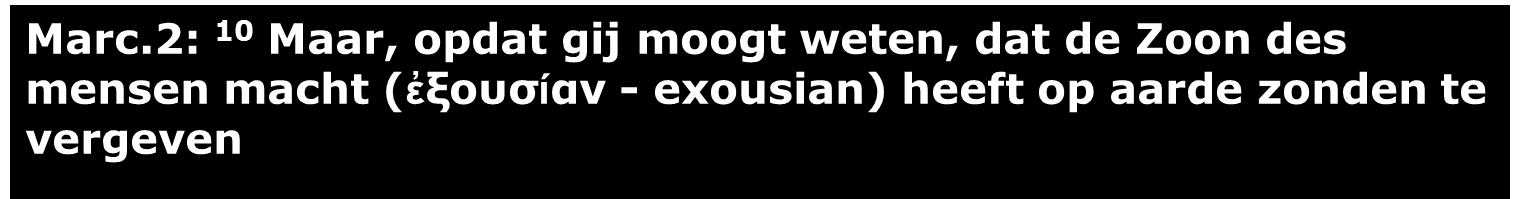 Marc.2: ¹⁰ Maar, opdat gij moogt weten, dat de Zoon des
mensen macht (ἐξουσίαν - exousian) heeft op aarde zonden te
vergeven